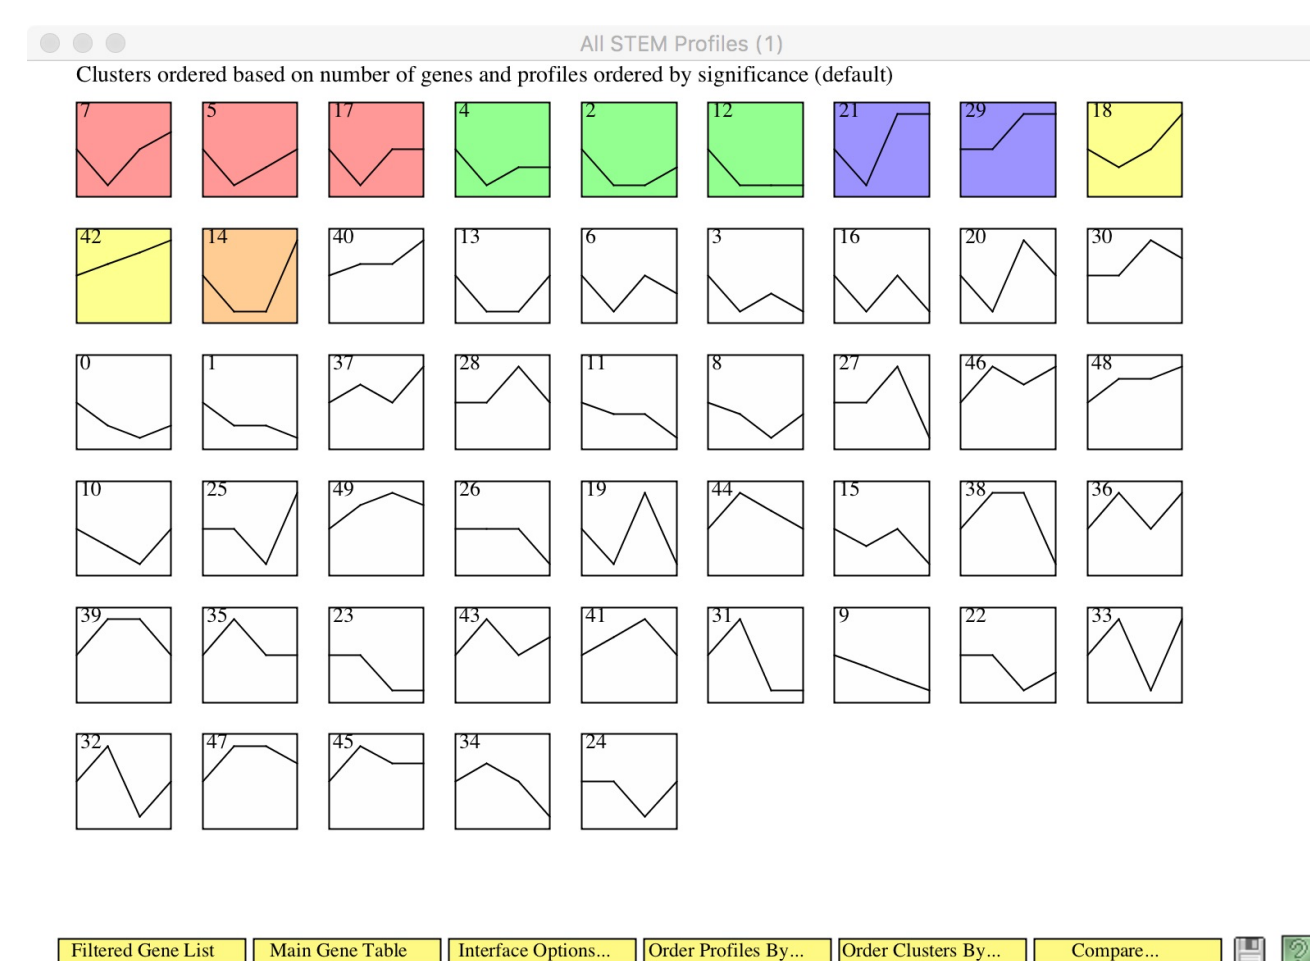 All STEM Profiles (1)
Clusters ordered based on number of genes and profiles ordered by significance (default)
7 5 17 4 2 12 21 29 18
42 14 40 13 6 3 16 20 30
0 1 37 28 11 8 27 46 48
10 25 49 26 19 44 15 38 36
39 35 23 43 41 31 9 22 33
32 47 45 34 24
Filtered Gene List Main Gene Table Interface Options... Order Profiles By... Order Clusters By... Compare... ?